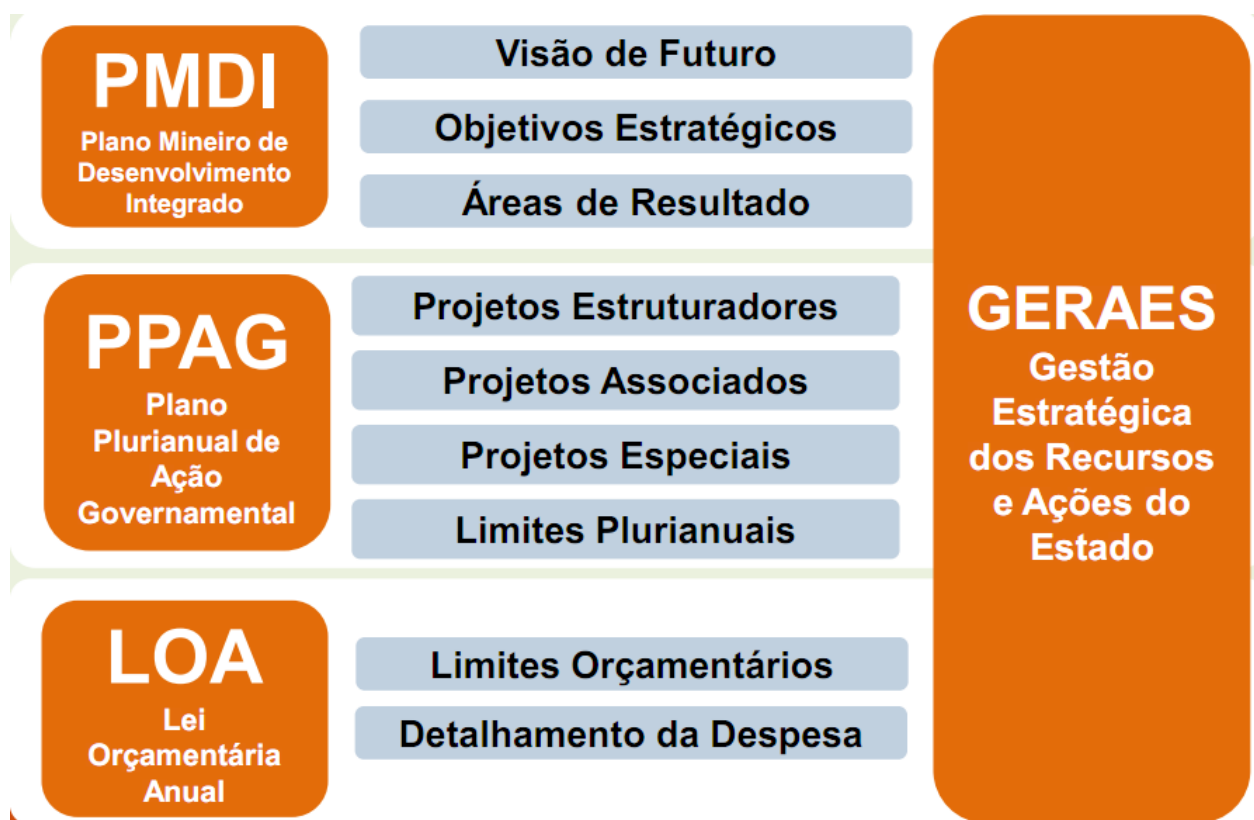 PMDI
Plano Mineiro de
Desenvolvimento
Integrado
Visão de Futuro
Objetivos Estratégicos
Áreas de Resultado
PPAG
Plano
Plurianual de
Ação
Governamental
Projetos Estruturadores
Projetos Associados
Projetos Especiais
Limites Plurianuais
LOA
Lei
Orçamentária
Anual
Limites Orçamentários
Detalhamento da Despesa
GERAES
Gestão
Estratégica
dos Recursos
e Ações do
Estado